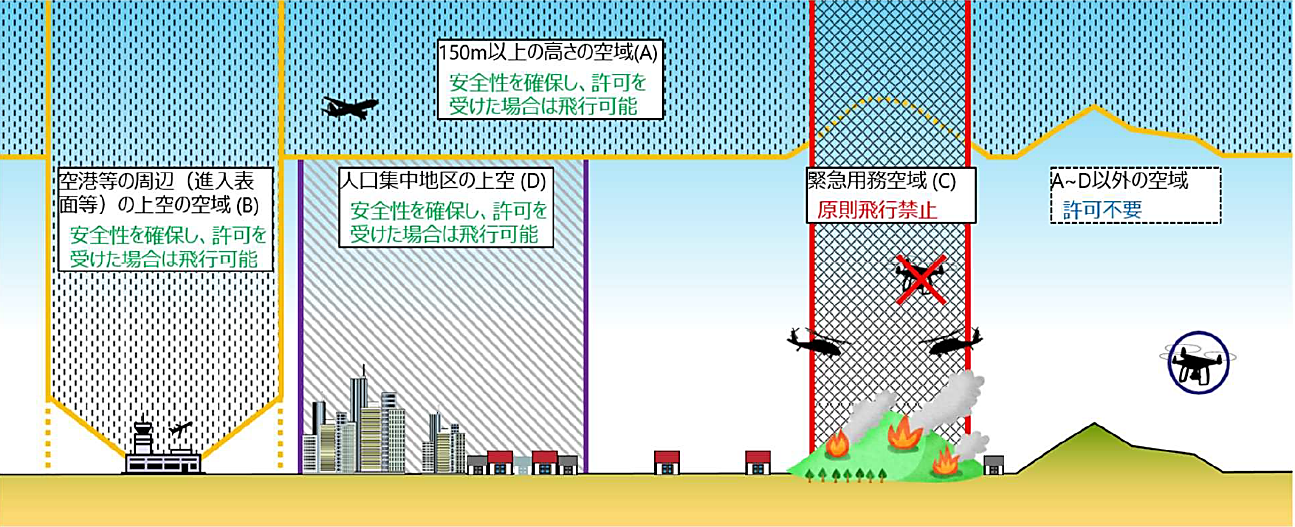 150m以上の高さの空域(A)
安全性を確保し、許可を
受けた場合は飛行可能
空港等の周辺（進入表
面等）の上空の空域 (B)
安全性を確保し、許可を
受けた場合は飛行可能
人口集中地区の上空 (D)
安全性を確保し、許可を
受けた場合は飛行可能
緊急用務空域 (C)
原則飛行禁止
A~D以外の空域
許可不要